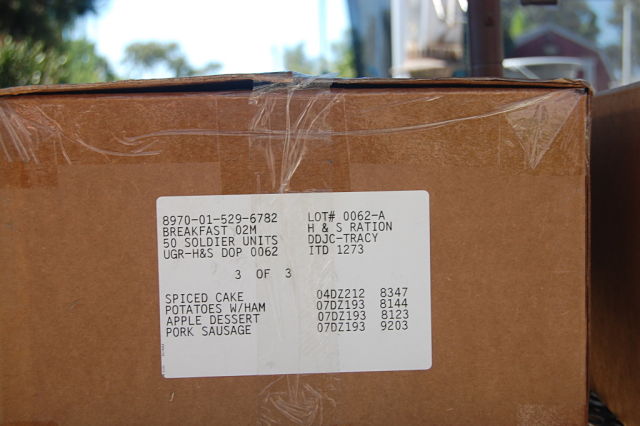 8970-01-529-6782 LOT# 0062-A
BREAKFAST 02M H & S RATION
50 SOLDIER UNITS DDJC-TRACY
UGR-H&S DOP 0062 ITD 1273
3 OF 3
SPICED CAKE 04DZ212 8347
POTATOES W/HAM 07DZ193 8144
APPLE DESSERT 07DZ193 8123
PORK SAUSAGE 07DZ193 9203